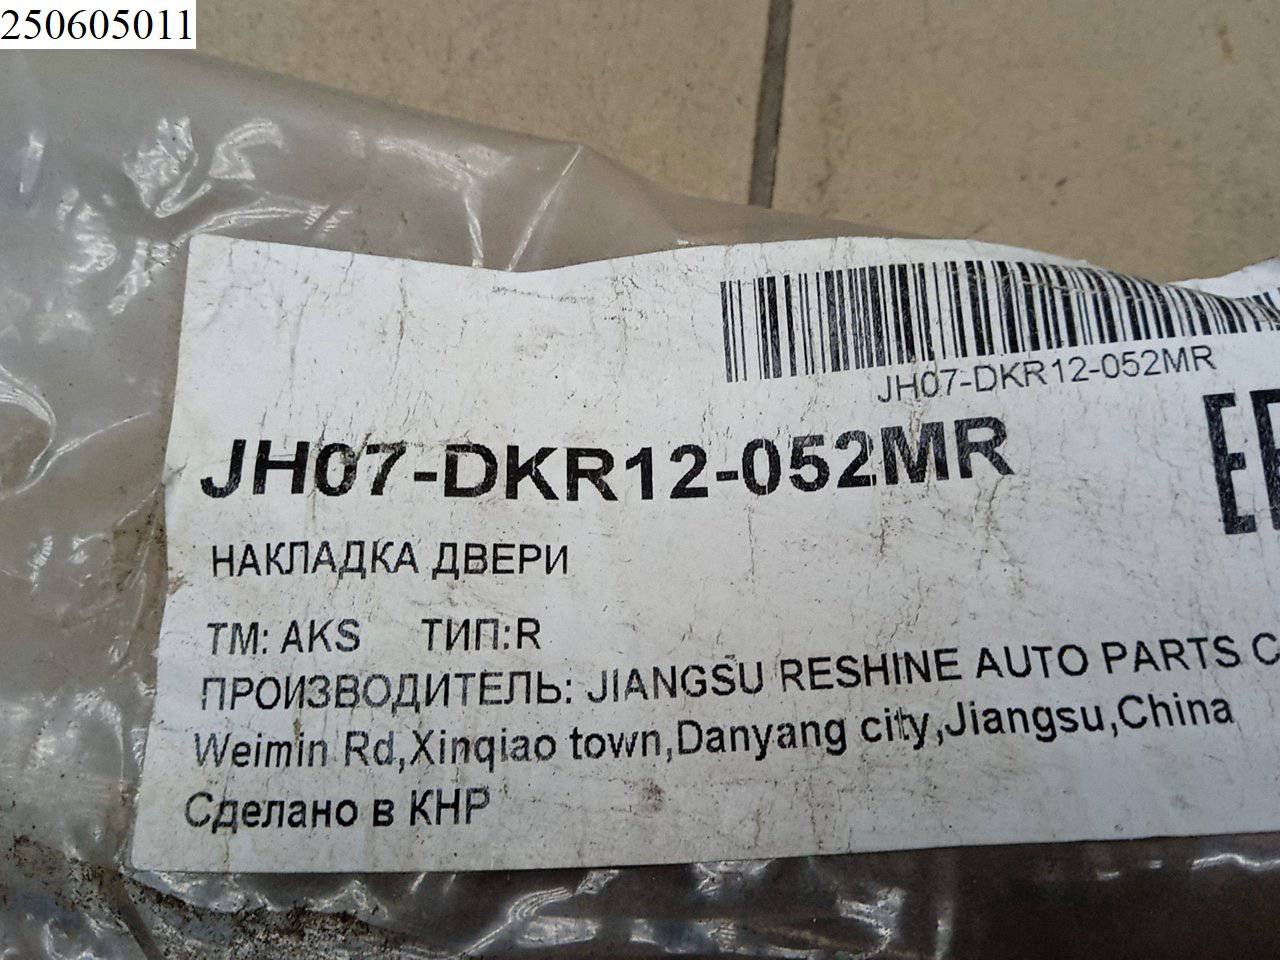 250605011
JH07-DKR12-052MR
JH07-DKR12-052MR
НАКЛАДКА ДВЕРИ
ТМ: AKS ТИП:R
ПРОИЗВОДИТЕЛЬ: JIANGSU RESHINE AUTO PARTS C
Weimin Rd,Xinqiao town,Danyang city,Jiangsu,China
Сделано в КНР